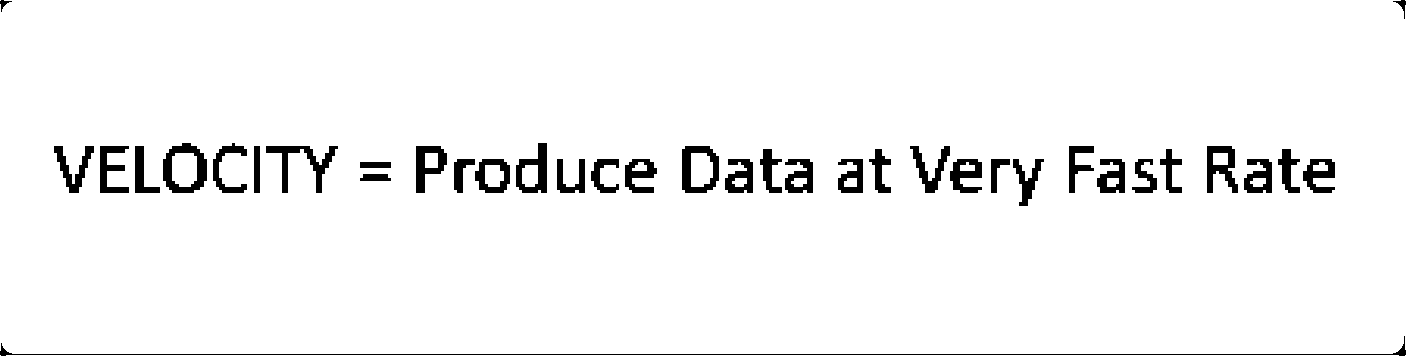 VELOCITY = Produce Data at Very Fast Rate